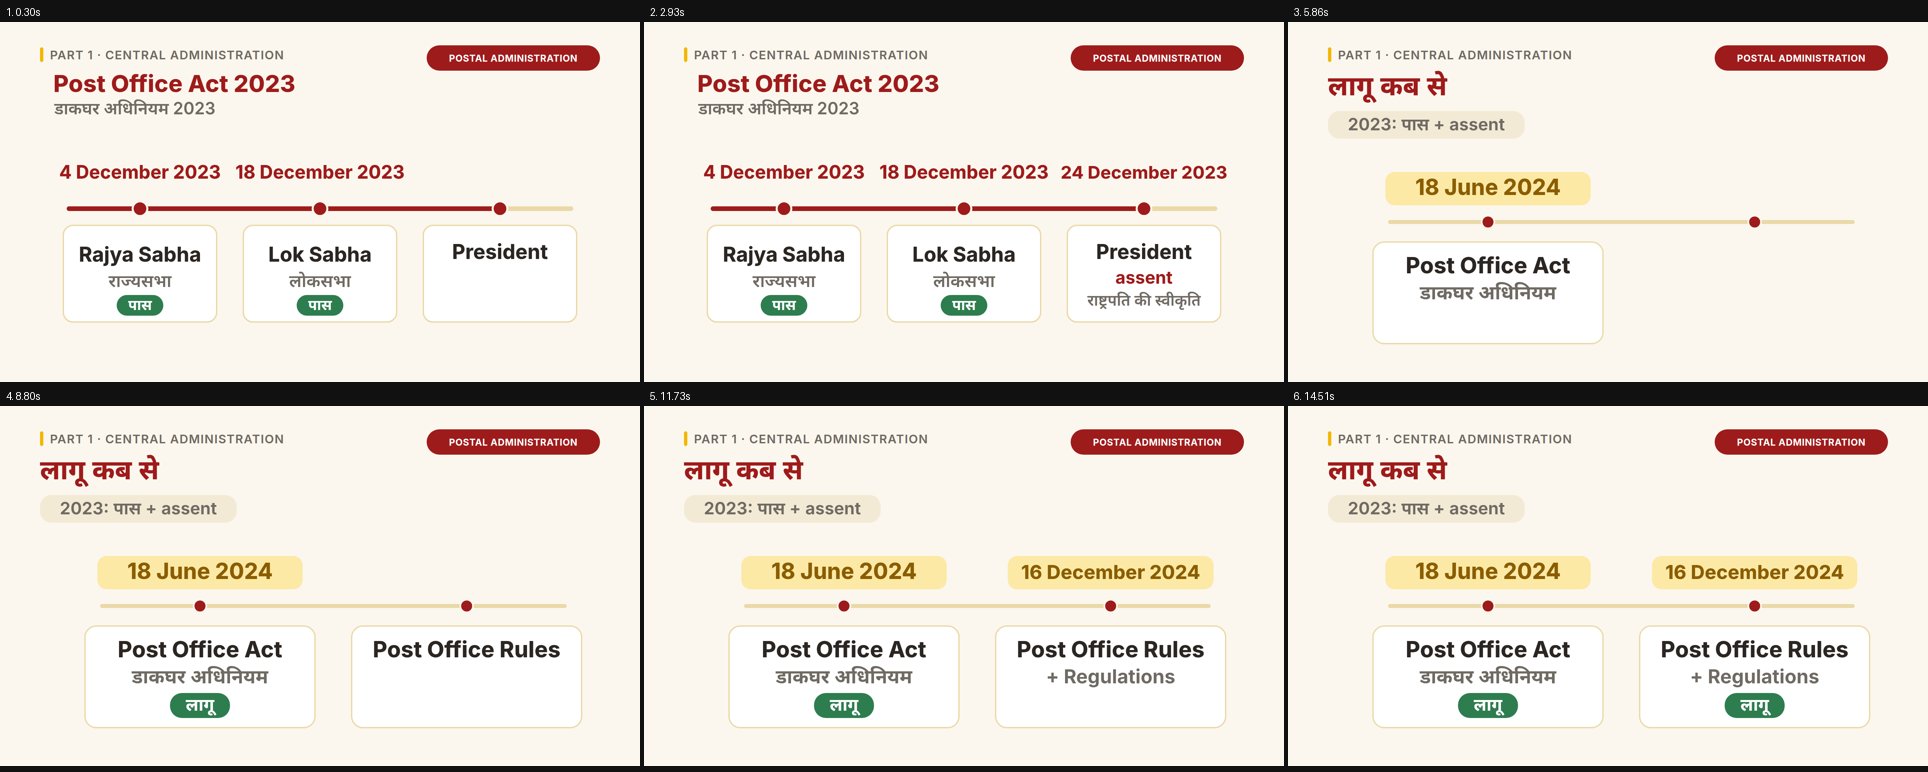 1. 0.30s
PART 1 · CENTRAL ADMINISTRATION
POSTAL ADMINISTRATION
Post Office Act 2023
डाकघर अधिनियम 2023
4 December 2023 18 December 2023
Rajya Sabha
राज्यसभा
पास
Lok Sabha
लोकसभा
पास
President
2. 2.93s
PART 1 · CENTRAL ADMINISTRATION
POSTAL ADMINISTRATION
Post Office Act 2023
डाकघर अधिनियम 2023
4 December 2023 18 December 2023 24 December 2023
Rajya Sabha
राज्यसभा
पास
Lok Sabha
लोकसभा
पास
President
assent
राष्ट्रपति की स्वीकृति
3. 5.86s
PART 1 · CENTRAL ADMINISTRATION
POSTAL ADMINISTRATION
लागू कब से
2023: पास + assent
18 June 2024
Post Office Act
डाकघर अधिनियम
4. 8.80s
PART 1 · CENTRAL ADMINISTRATION
POSTAL ADMINISTRATION
लागू कब से
2023: पास + assent
18 June 2024
Post Office Act
डाकघर अधिनियम
लागू
Post Office Rules
5. 11.73s
PART 1 · CENTRAL ADMINISTRATION
POSTAL ADMINISTRATION
लागू कब से
2023: पास + assent
18 June 2024
16 December 2024
Post Office Act
डाकघर अधिनियम
लागू
Post Office Rules
+ Regulations
6. 14.51s
PART 1 · CENTRAL ADMINISTRATION
POSTAL ADMINISTRATION
लागू कब से
2023: पास + assent
18 June 2024
16 December 2024
Post Office Act
डाकघर अधिनियम
लागू
Post Office Rules
+ Regulations
लागू